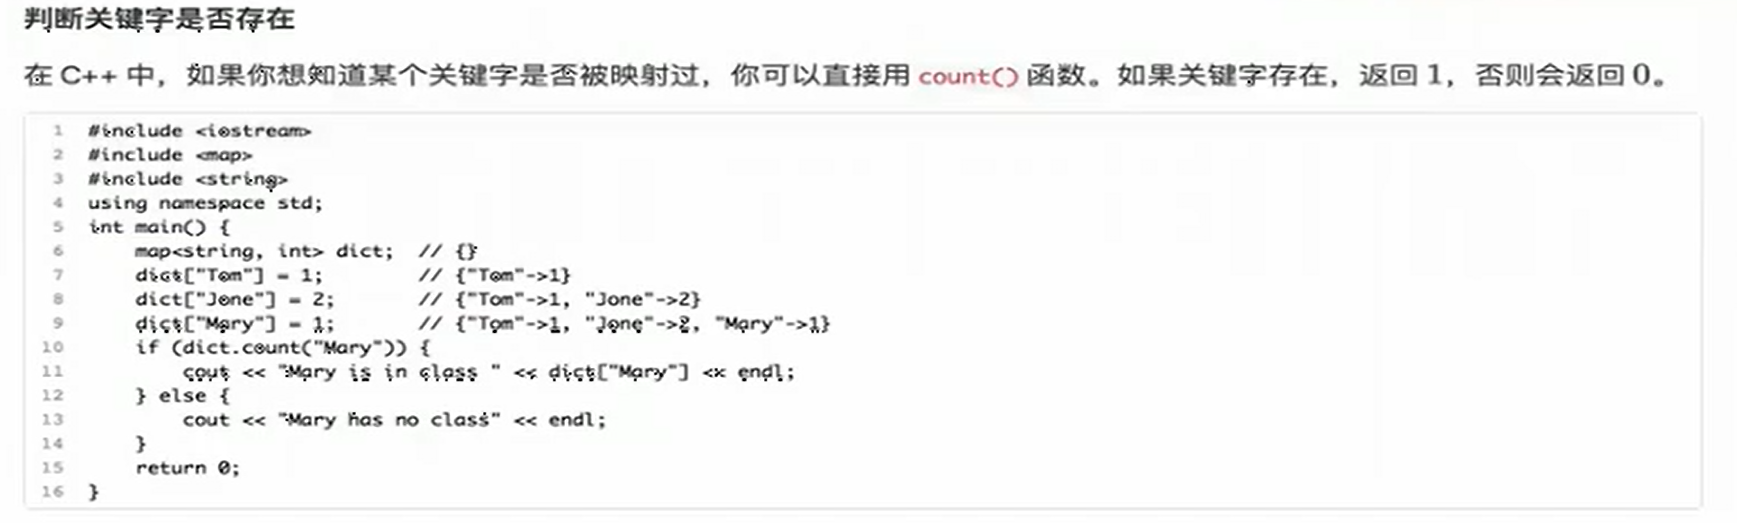 判断关键字是否存在
在 C++ 中，如果你想知道某个关键字是否被映射过，你可以直接用 count() 函数。如果关键字存在，返回 1，否则会返回 0。
1 #include <iostream>
2 #include <map>
3 #include <string>
4 using namespace std;
5 int main() {
6 map<string, int> dict; // {}
7 dict["Tom"] = 1; // {"Tom"->1}
8 dict["Jone"] = 2; // {"Tom"->1, "Jone"->2}
9 dict["Mary"] = 1; // {"Tom"->1, "Jone"->2, "Mary"->1}
10 if (dict.count("Mary")) {
11 cout << "Mary is in class " << dict["Mary"] << endl;
12 } else {
13 cout << "Mary has no class" << endl;
14 }
15 return 0;
16 }